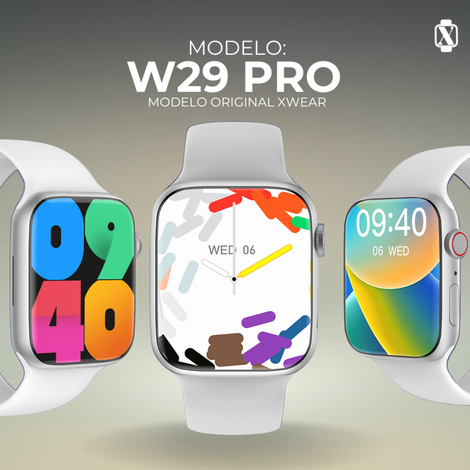 MODELO:
W29 PRO
MODELO ORIGINAL XWEAR
X
09
40
WED 06
09:40
06 WED